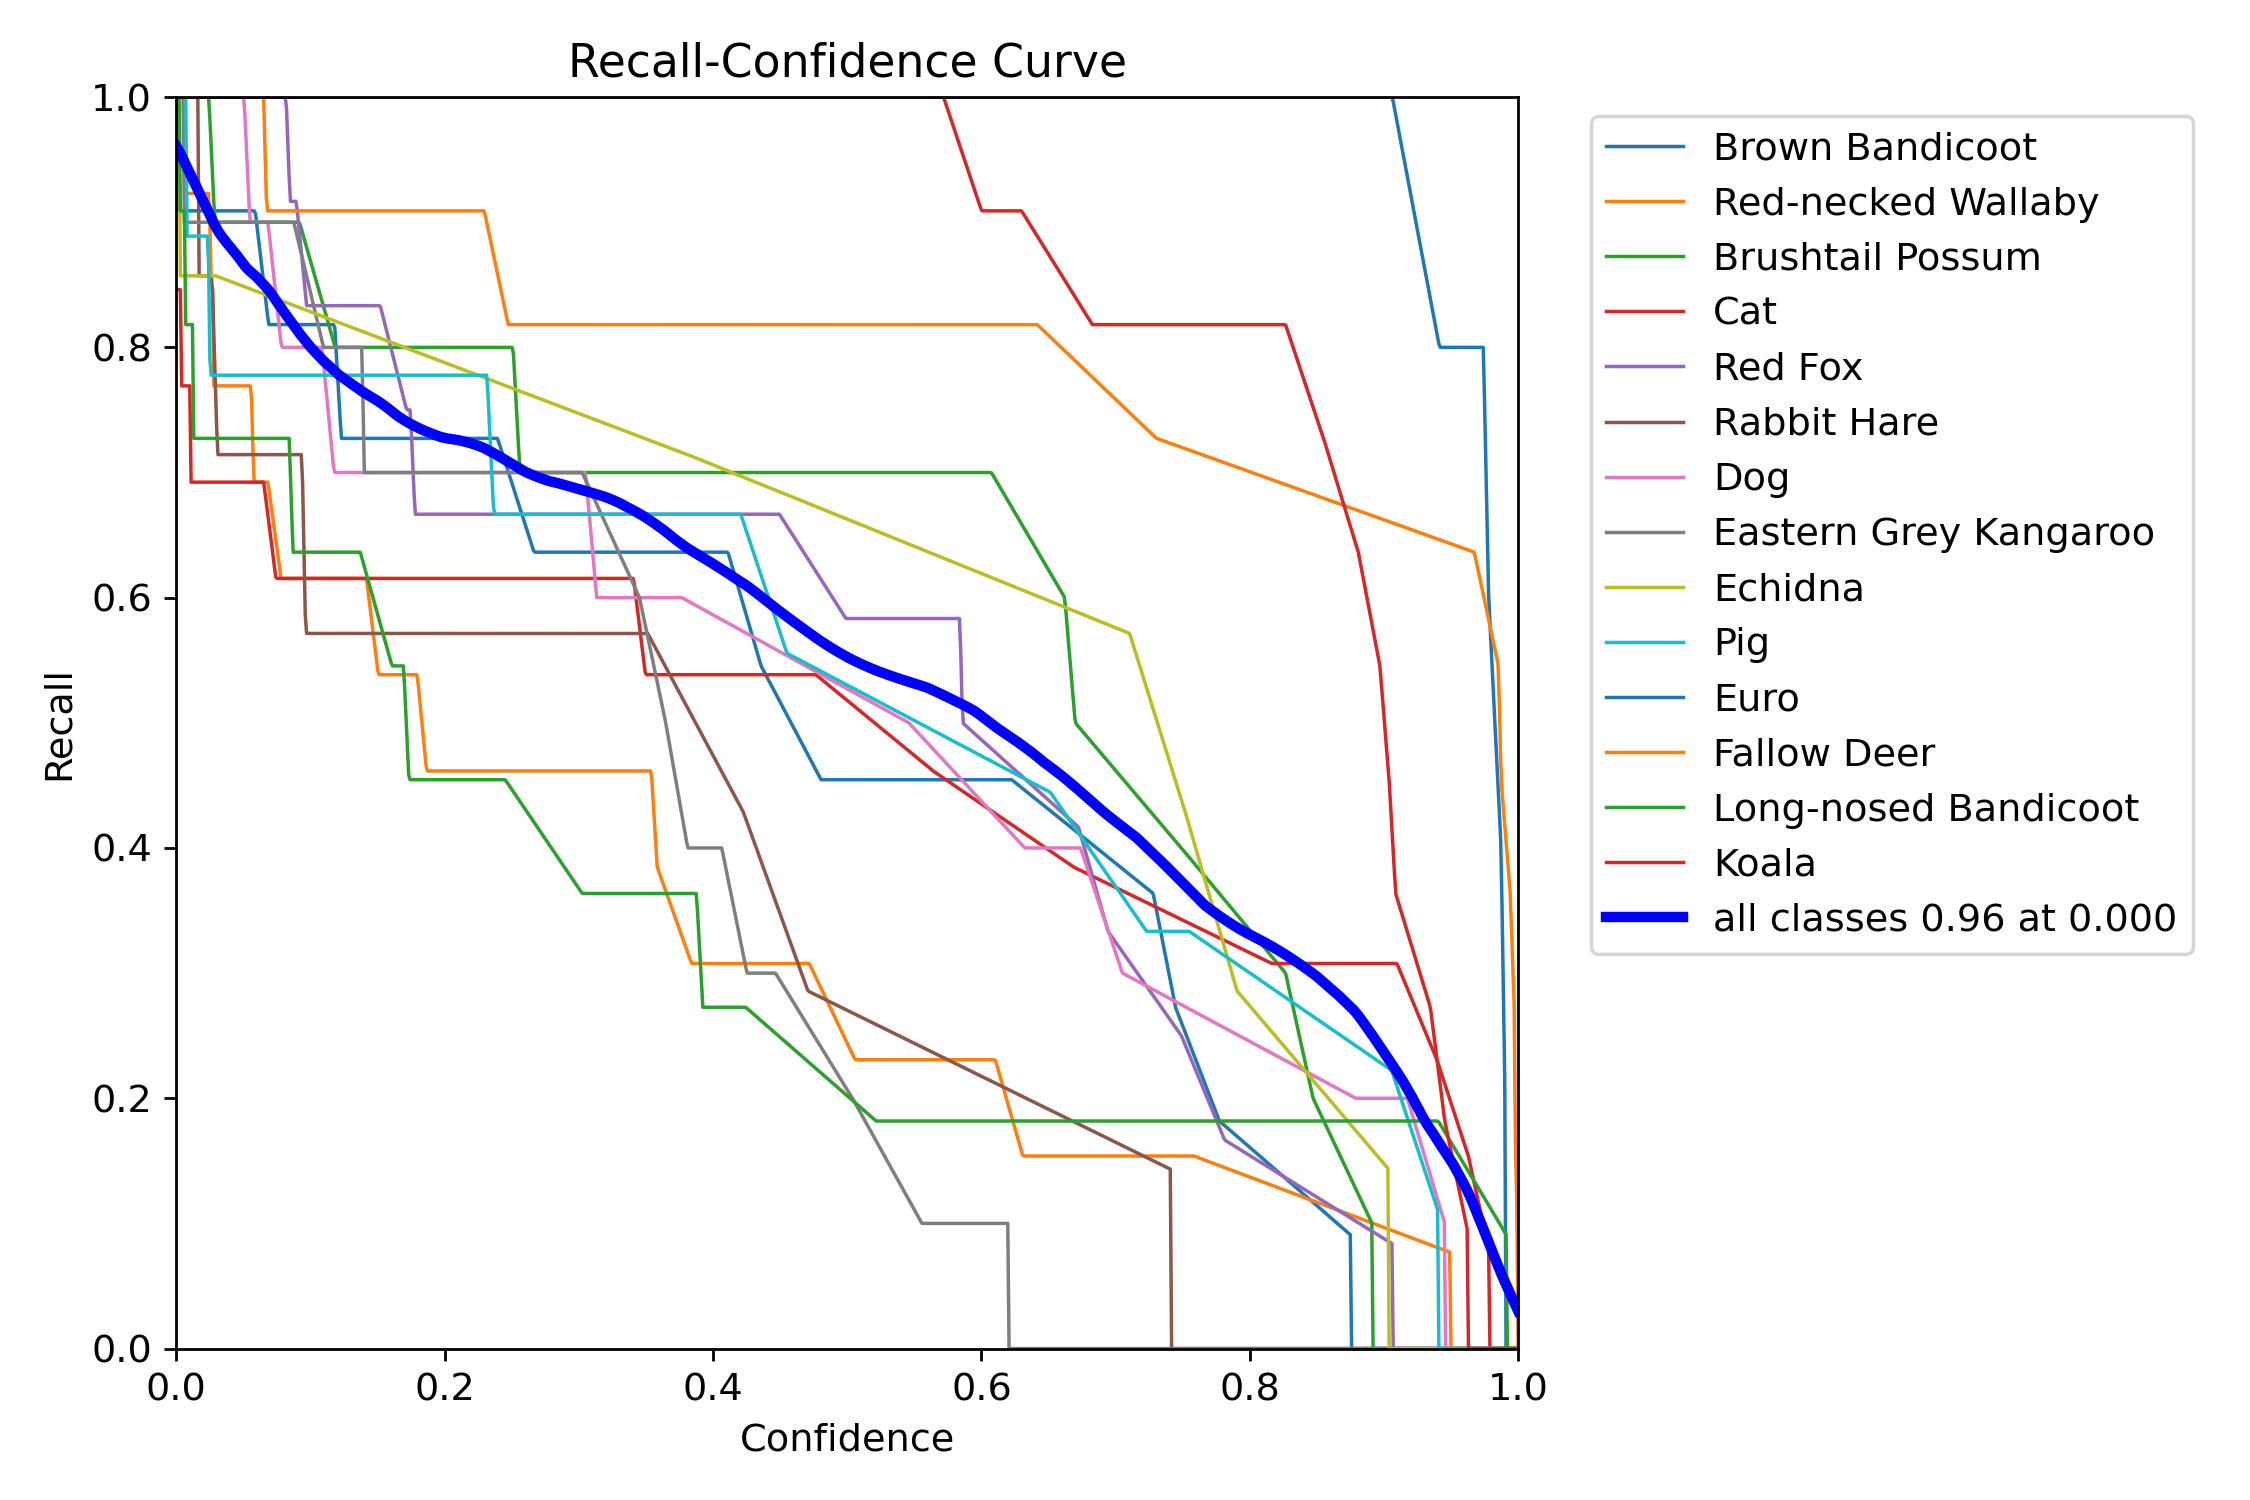 Recall-Confidence Curve
1.0
0.8
0.6
0.4
0.2
0.0
Recall
0.0 0.2 0.4 0.6 0.8 1.0
Confidence
Brown Bandicoot
Red-necked Wallaby
Brushtail Possum
Cat
Red Fox
Rabbit Hare
Dog
Eastern Grey Kangaroo
Echidna
Pig
Euro
Fallow Deer
Long-nosed Bandicoot
Koala
all classes 0.96 at 0.000